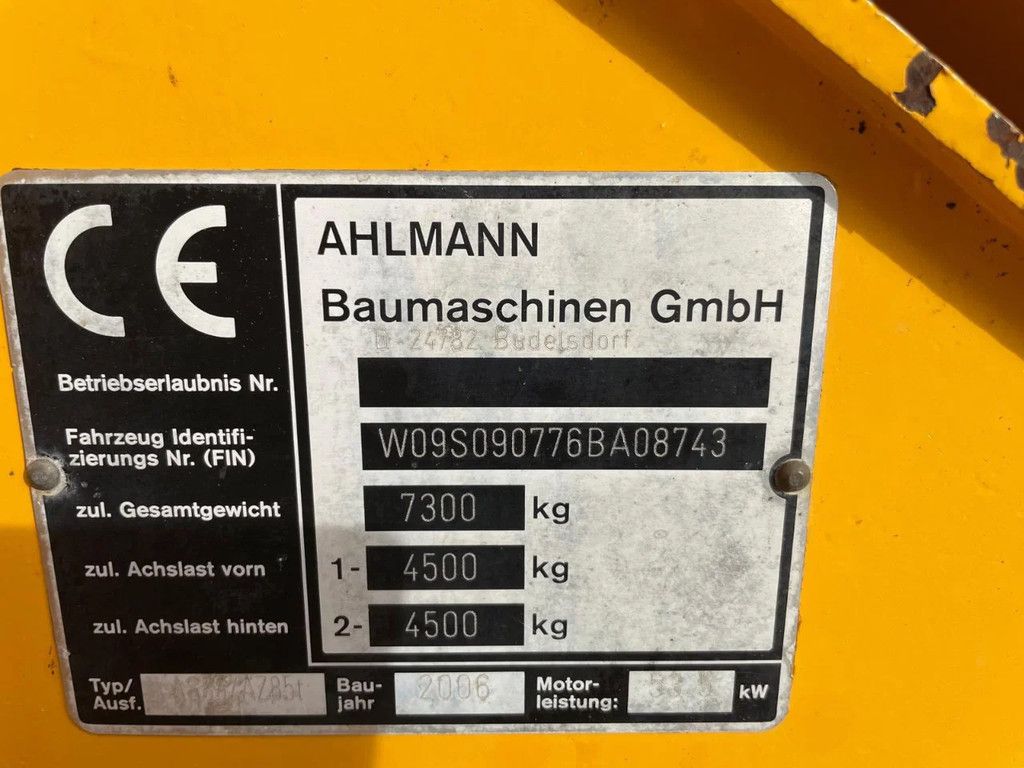 CE
AHLMANN
Baumaschinen GmbH
D-24782 Büdelsdorf
Betriebserlaubnis Nr.
Fahrzeug Identifi-
zierungs Nr. (FIN) W09S090776BA08743
zul. Gesamtgewicht 7300 kg
zul. Achslast vorn 1- 4500 kg
zul. Achslast hinten 2- 4500 kg
Typ/ Bau- Motor-
Ausf. jahr 2006 leistung: kW